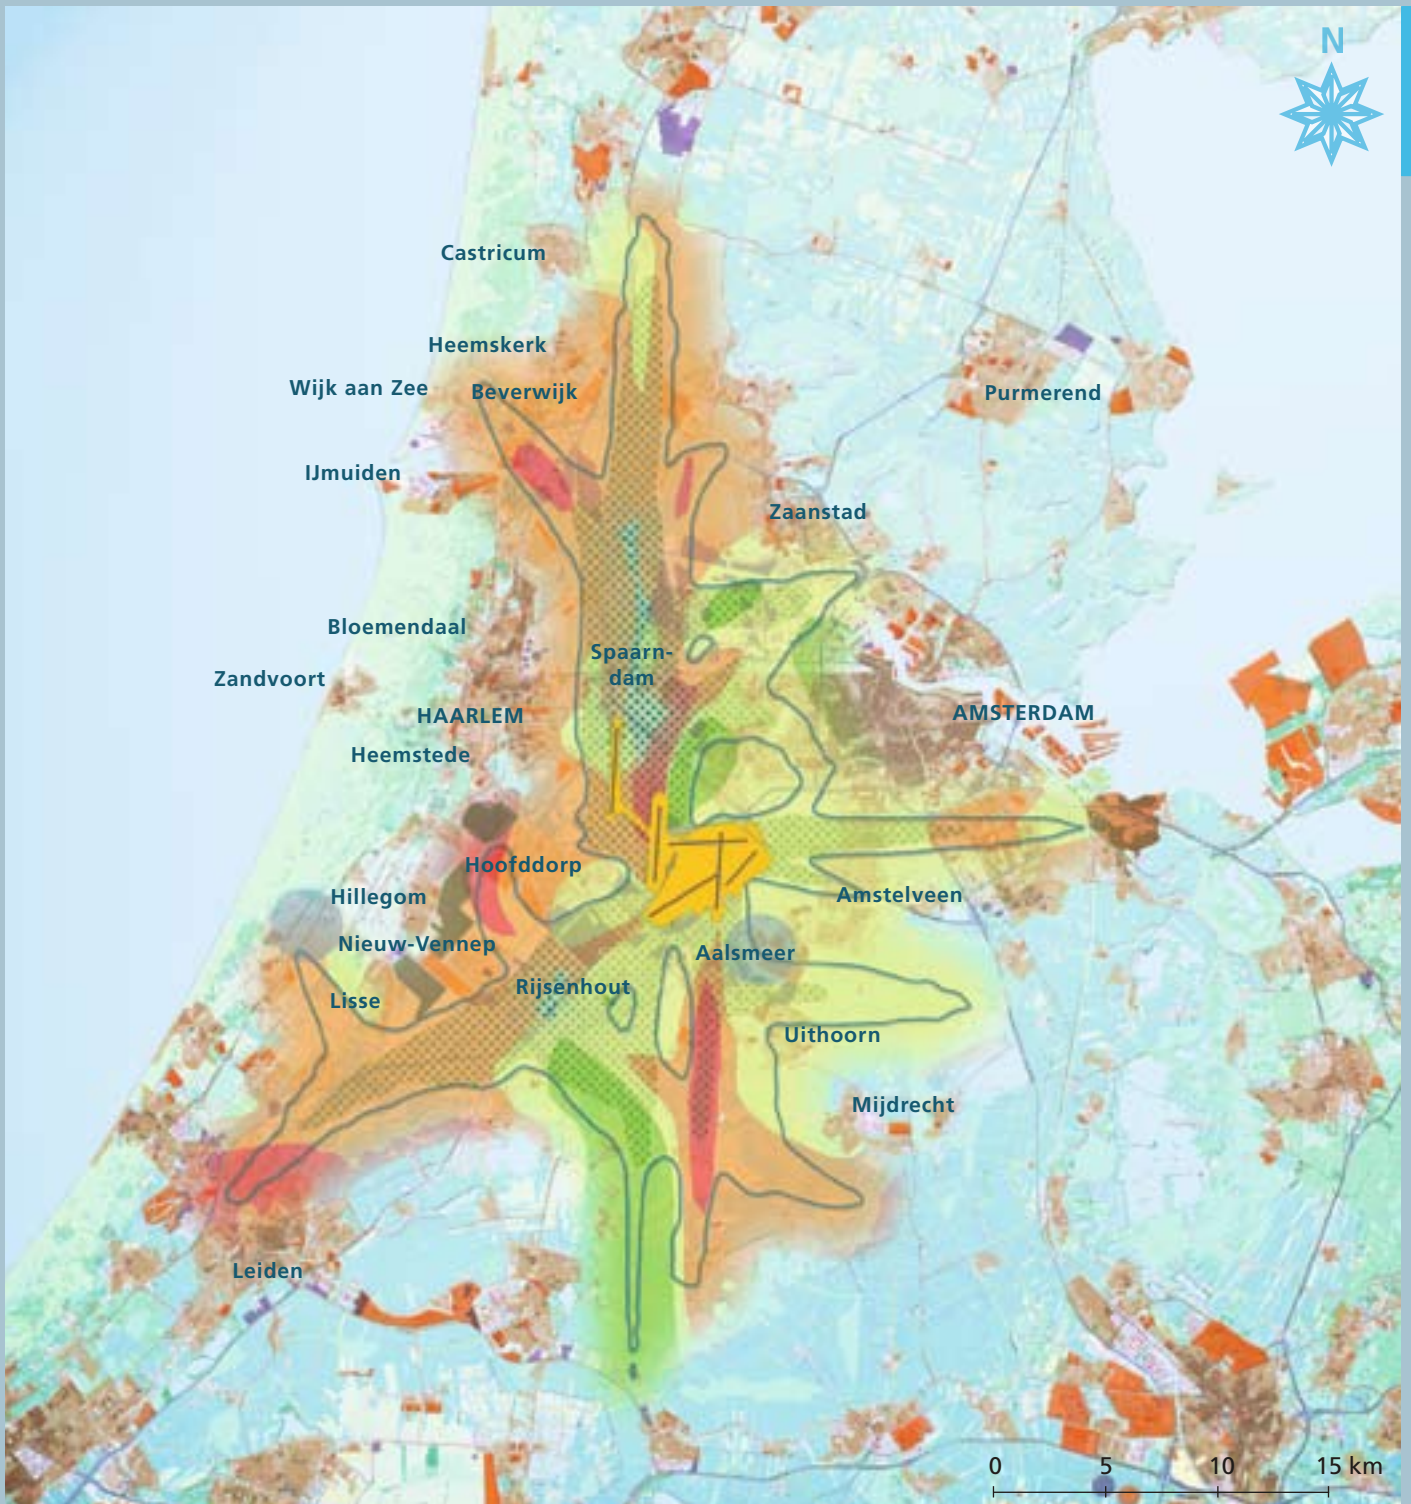 N
Castricum
Heemskerk
Wijk aan Zee
Beverwijk
Purmerend
IJmuiden
Zaanstad
Bloemendaal
Spaarn-
dam
Zandvoort
HAARLEM
AMSTERDAM
Heemstede
Hoofddorp
Hillegom
Amstelveen
Nieuw-Vennep
Aalsmeer
Rijsenhout
Lisse
Uithoorn
Mijdrecht
Leiden
0 5 10 15 km